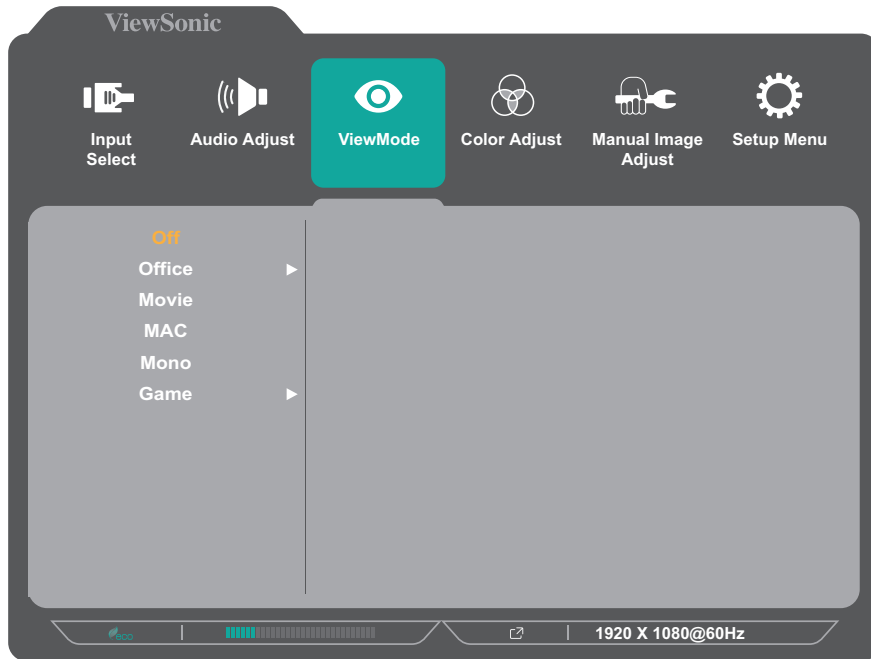 ViewSonic
Input
Select
Audio Adjust
ViewMode
Color Adjust
Manual Image
Adjust
Setup Menu
Off
Office
Movie
MAC
Mono
Game
eco
1920 X 1080@60Hz